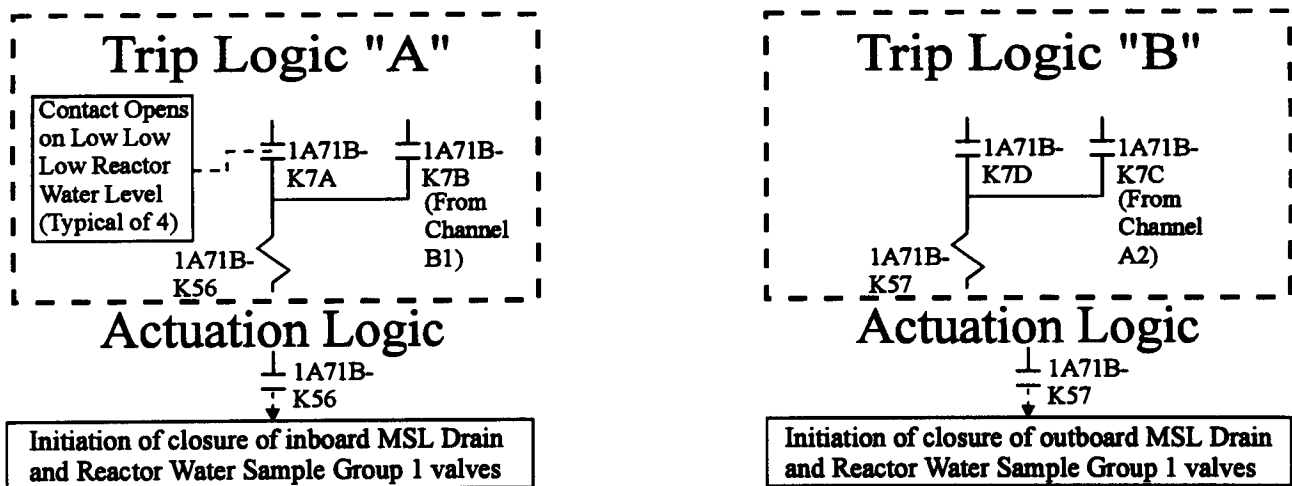 Trip Logic "A"
Contact Opens
on Low Low
Low Reactor
Water Level
(Typical of 4)
1A71B-
K7A
1A71B-
K7B
(From
Channel
B1)
1A71B-
K56
Actuation Logic
1A71B-
K56
Initiation of closure of inboard MSL Drain
and Reactor Water Sample Group 1 valves
Trip Logic "B"
1A71B-
K7D
1A71B-
K7C
(From
Channel
A2)
1A71B-
K57
Actuation Logic
1A71B-
K57
Initiation of closure of outboard MSL Drain
and Reactor Water Sample Group 1 valves